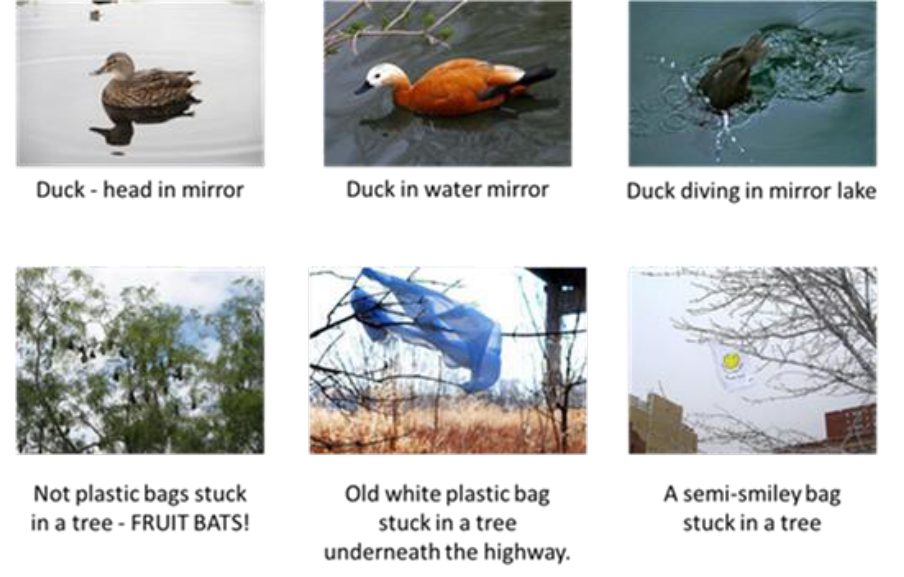 Duck - head in mirror
Duck in water mirror
Duck diving in mirror lake
Not plastic bags stuck
in a tree - FRUIT BATS!
Old white plastic bag
stuck in a tree
underneath the highway.
A semi-smiley bag
stuck in a tree